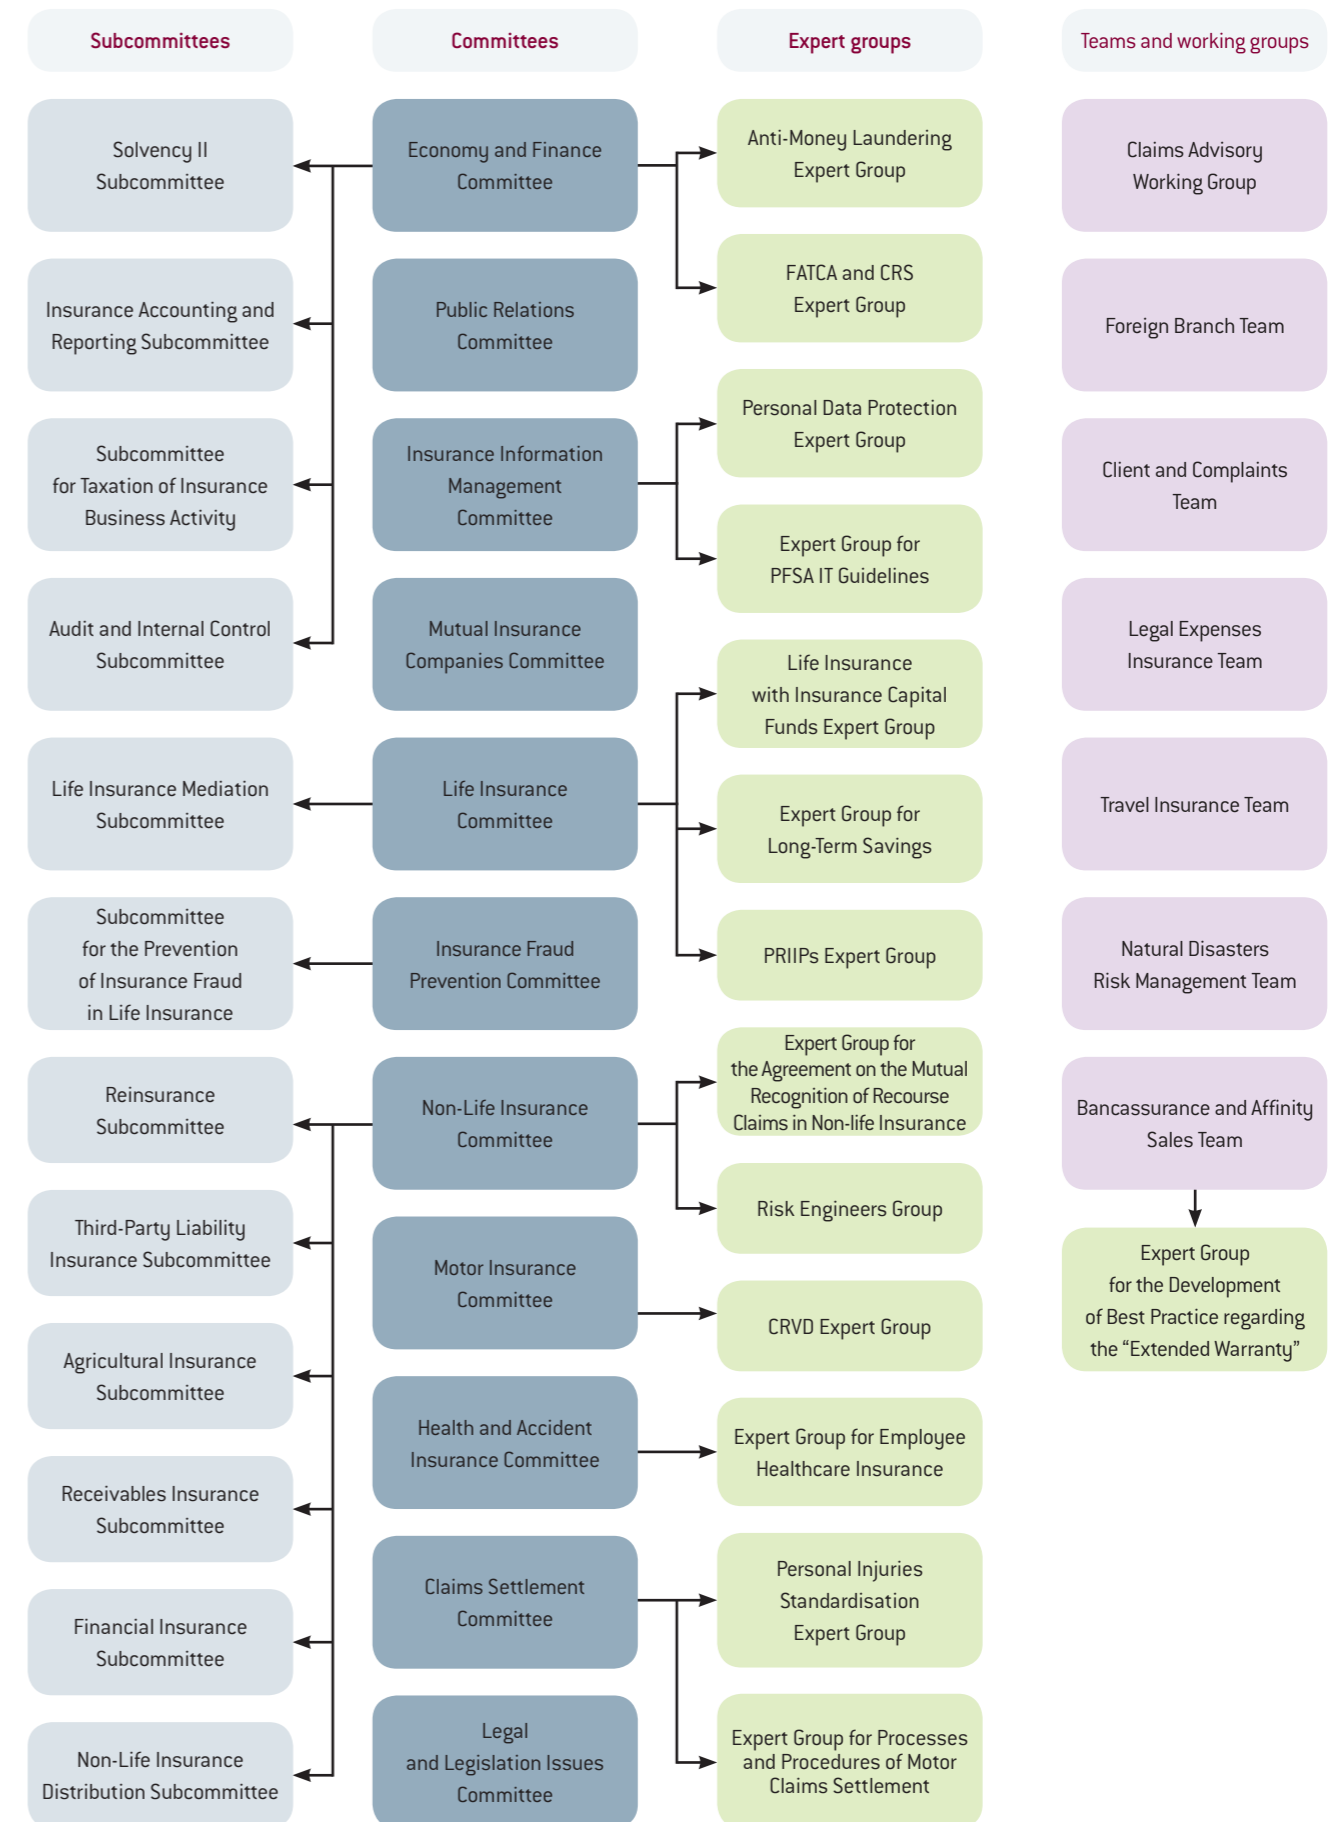 Subcommittees
Solvency II
Subcommittee
Insurance Accounting and
Reporting Subcommittee
Subcommittee
for Taxation of Insurance
Business Activity
Audit and Internal Control
Subcommittee
Life Insurance Mediation
Subcommittee
Subcommittee
for the Prevention
of Insurance Fraud
in Life Insurance
Reinsurance
Subcommittee
Third-Party Liability
Insurance Subcommittee
Agricultural Insurance
Subcommittee
Receivables Insurance
Subcommittee
Financial Insurance
Subcommittee
Non-Life Insurance
Distribution Subcommittee
Committees
Economy and Finance
Committee
Public Relations
Committee
Insurance Information
Management
Committee
Mutual Insurance
Companies Committee
Life Insurance
Committee
Insurance Fraud
Prevention Committee
Non-Life Insurance
Committee
Motor Insurance
Committee
Health and Accident
Insurance Committee
Claims Settlement
Committee
Legal
and Legislation Issues
Committee
Expert groups
Anti-Money Laundering
Expert Group
FATCA and CRS
Expert Group
Personal Data Protection
Expert Group
Expert Group for
PFSA IT Guidelines
Life Insurance
with Insurance Capital
Funds Expert Group
Expert Group for
Long-Term Savings
PRIIPs Expert Group
Expert Group for
the Agreement on the Mutual
Recognition of Recourse
Claims in Non-life Insurance
Risk Engineers Group
CRVD Expert Group
Expert Group for Employee
Healthcare Insurance
Personal Injuries
Standardisation
Expert Group
Expert Group for Processes
and Procedures of Motor
Claims Settlement
Teams and working groups
Claims Advisory
Working Group
Foreign Branch Team
Client and Complaints
Team
Legal Expenses
Insurance Team
Travel Insurance Team
Natural Disasters
Risk Management Team
Bancassurance and Affinity
Sales Team
Expert Group
for the Development
of Best Practice regarding
the “Extended Warranty”